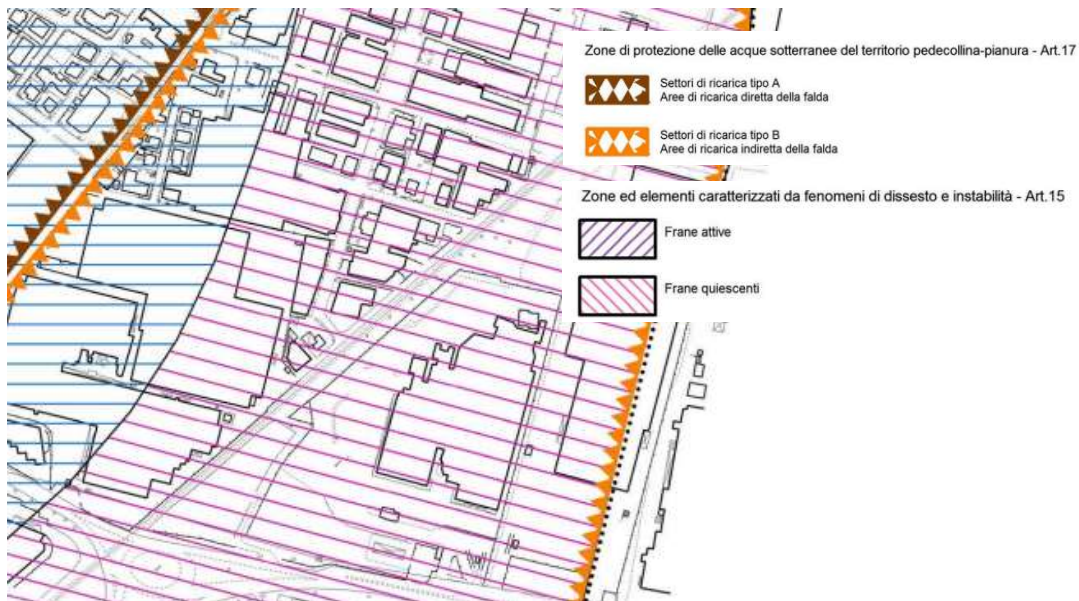 Zone di protezione delle acque sotterranee del territorio pedecollina-pianura - Art.17
Settori di ricarica tipo A
Aree di ricarica diretta della falda
Settori di ricarica tipo B
Aree di ricarica indiretta della falda
Zone ed elementi caratterizzati da fenomeni di dissesto e instabilità - Art.15
Frane attive
Frane quiescenti